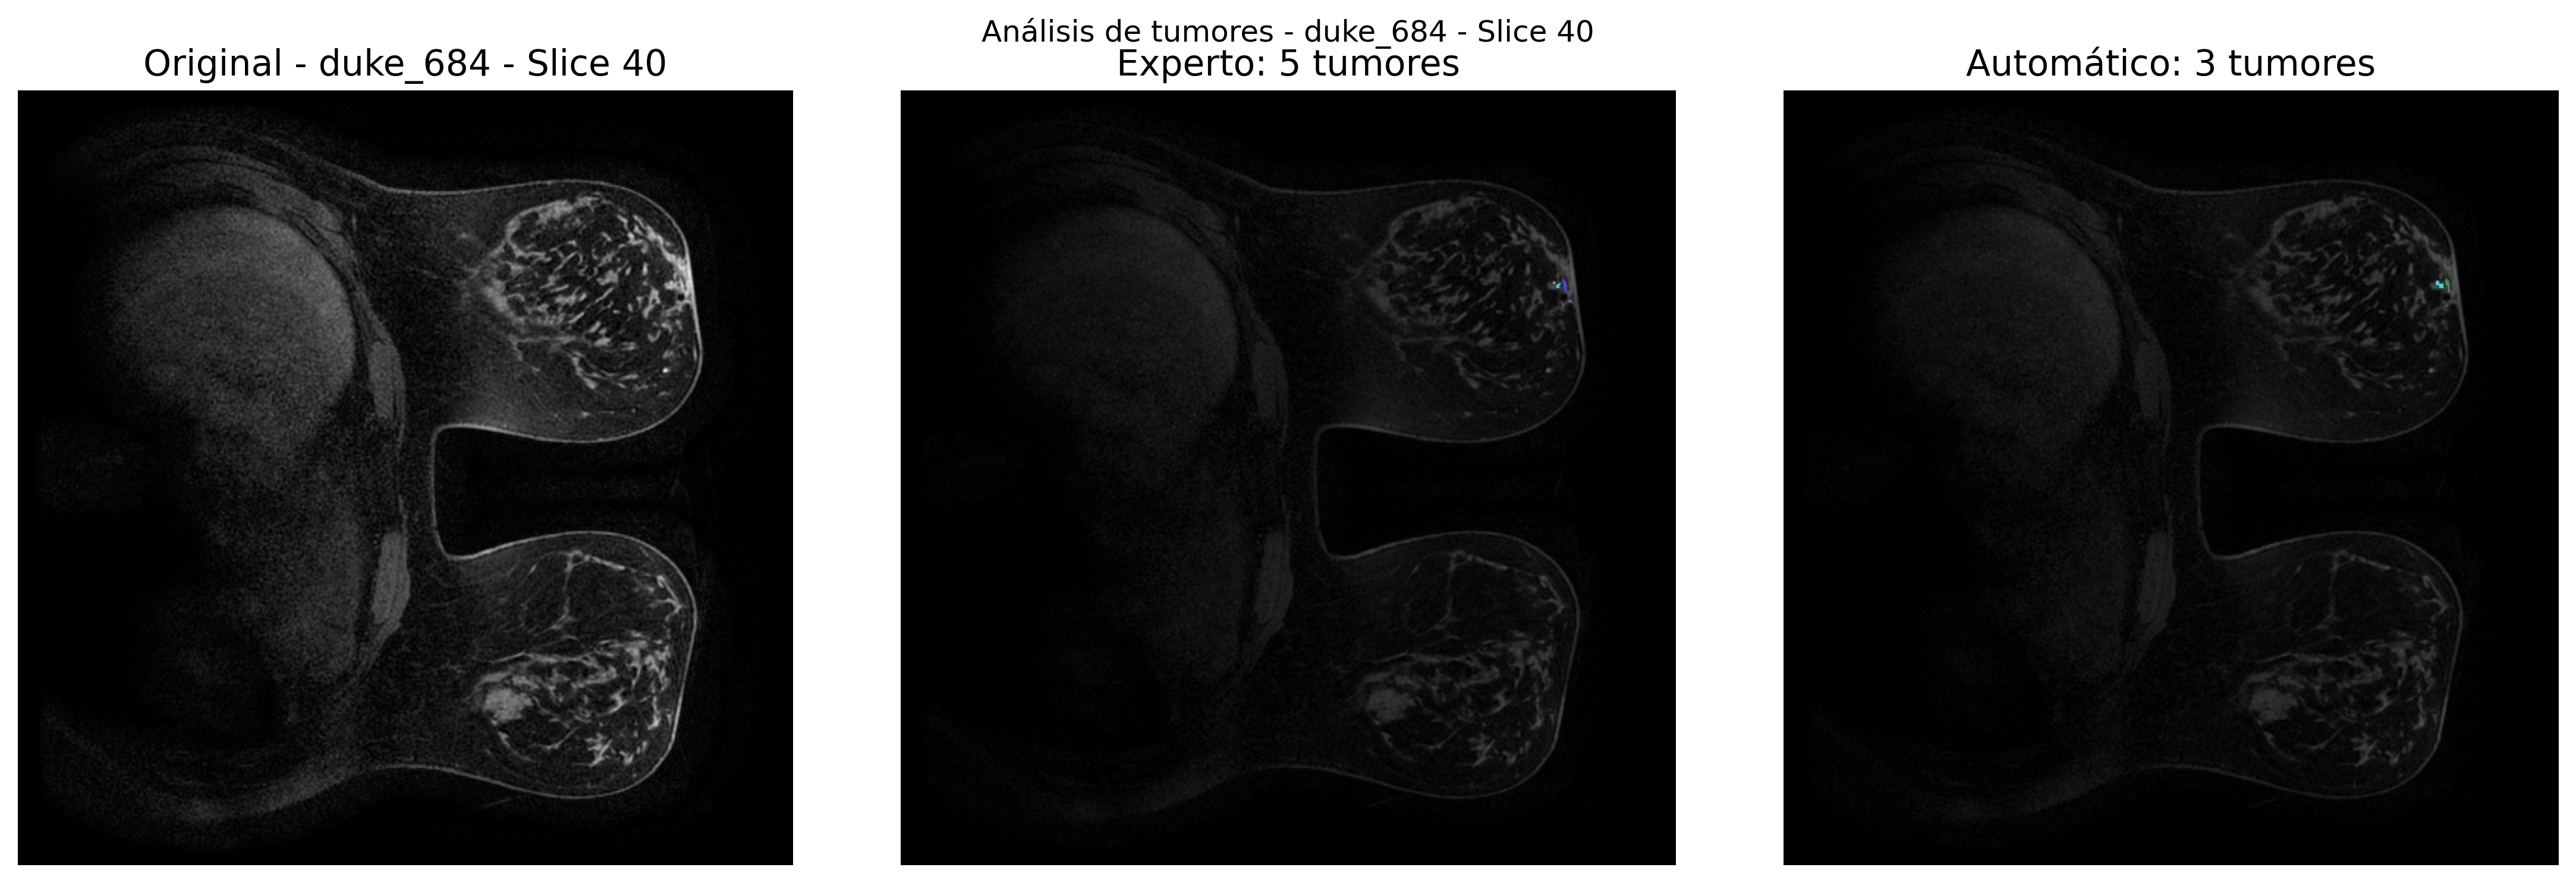 Análisis de tumores - duke_684 - Slice 40
Original - duke_684 - Slice 40
Experto: 5 tumores
Automático: 3 tumores